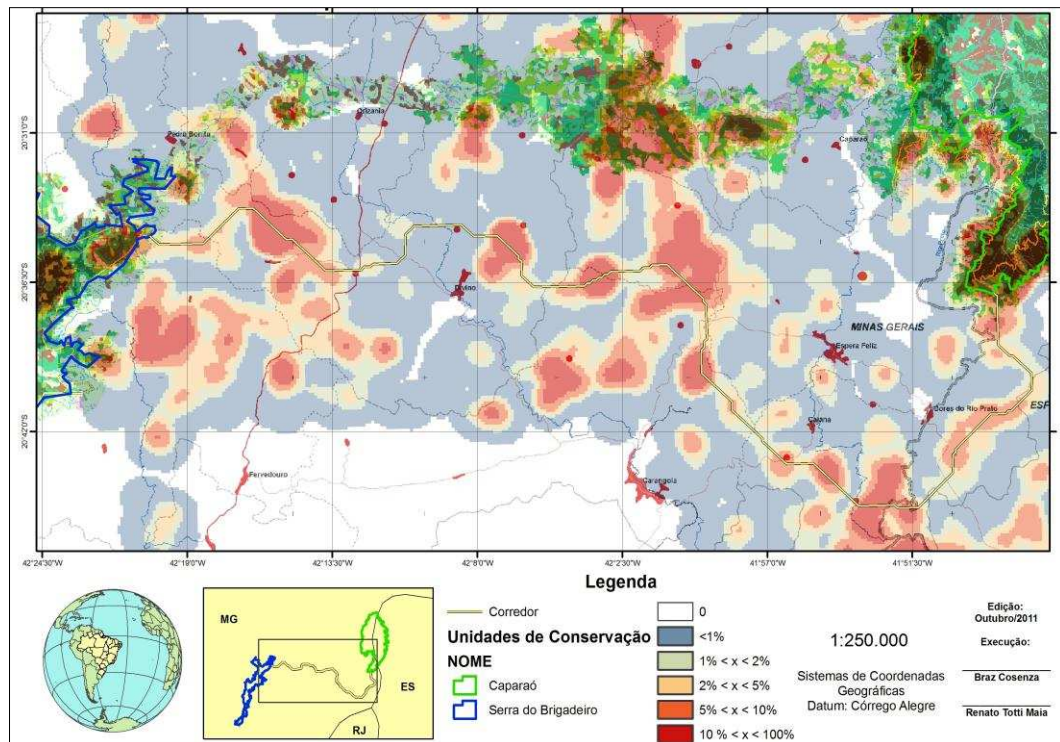 20°31'0"S
20°36'30"S
20°42'0"S
Pedra Bonita
Orizania
Caparaó
Divino
MINAS GERAIS
Espera Feliz
ESP
Dores do Rio Preto
Caiana
Fervedouro
Carangola
42°24'30"W
42°19'0"W
42°13'30"W
42°8'0"W
42°2'30"W
41°57'0"W
41°51'30"W
Legenda
Corredor
Unidades de Conservação
NOME
Caparaó
Serra do Brigadeiro
0
<1%
1% < x < 2%
2% < x < 5%
5% < x < 10%
10 % < x < 100%
1:250.000
Sistemas de Coordenadas
Geográficas
Datum: Córrego Alegre
Edição:
Outubro/2011
Execução:
Braz Cosenza
Renato Totti Maia
MG
ES
RJ